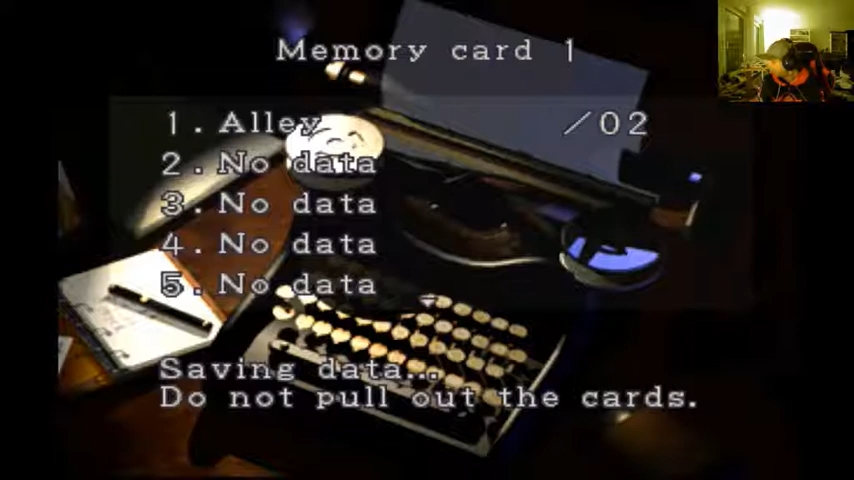 Memory card 1
1. Alley /02
2. No data
3. No data
4. No data
5. No data
Saving data...
Do not pull out the cards.